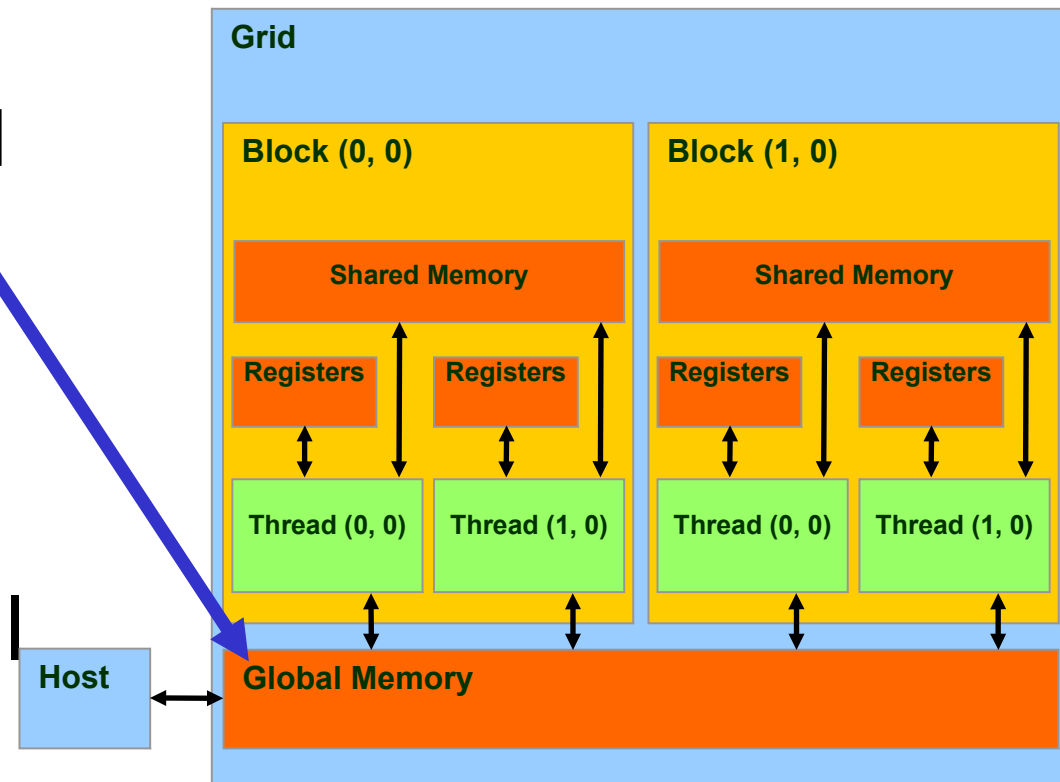 Grid
Block (0, 0)
Block (1, 0)
Shared Memory
Shared Memory
Registers
Registers
Registers
Registers
Thread (0, 0)
Thread (1, 0)
Thread (0, 0)
Thread (1, 0)
Host
Global Memory